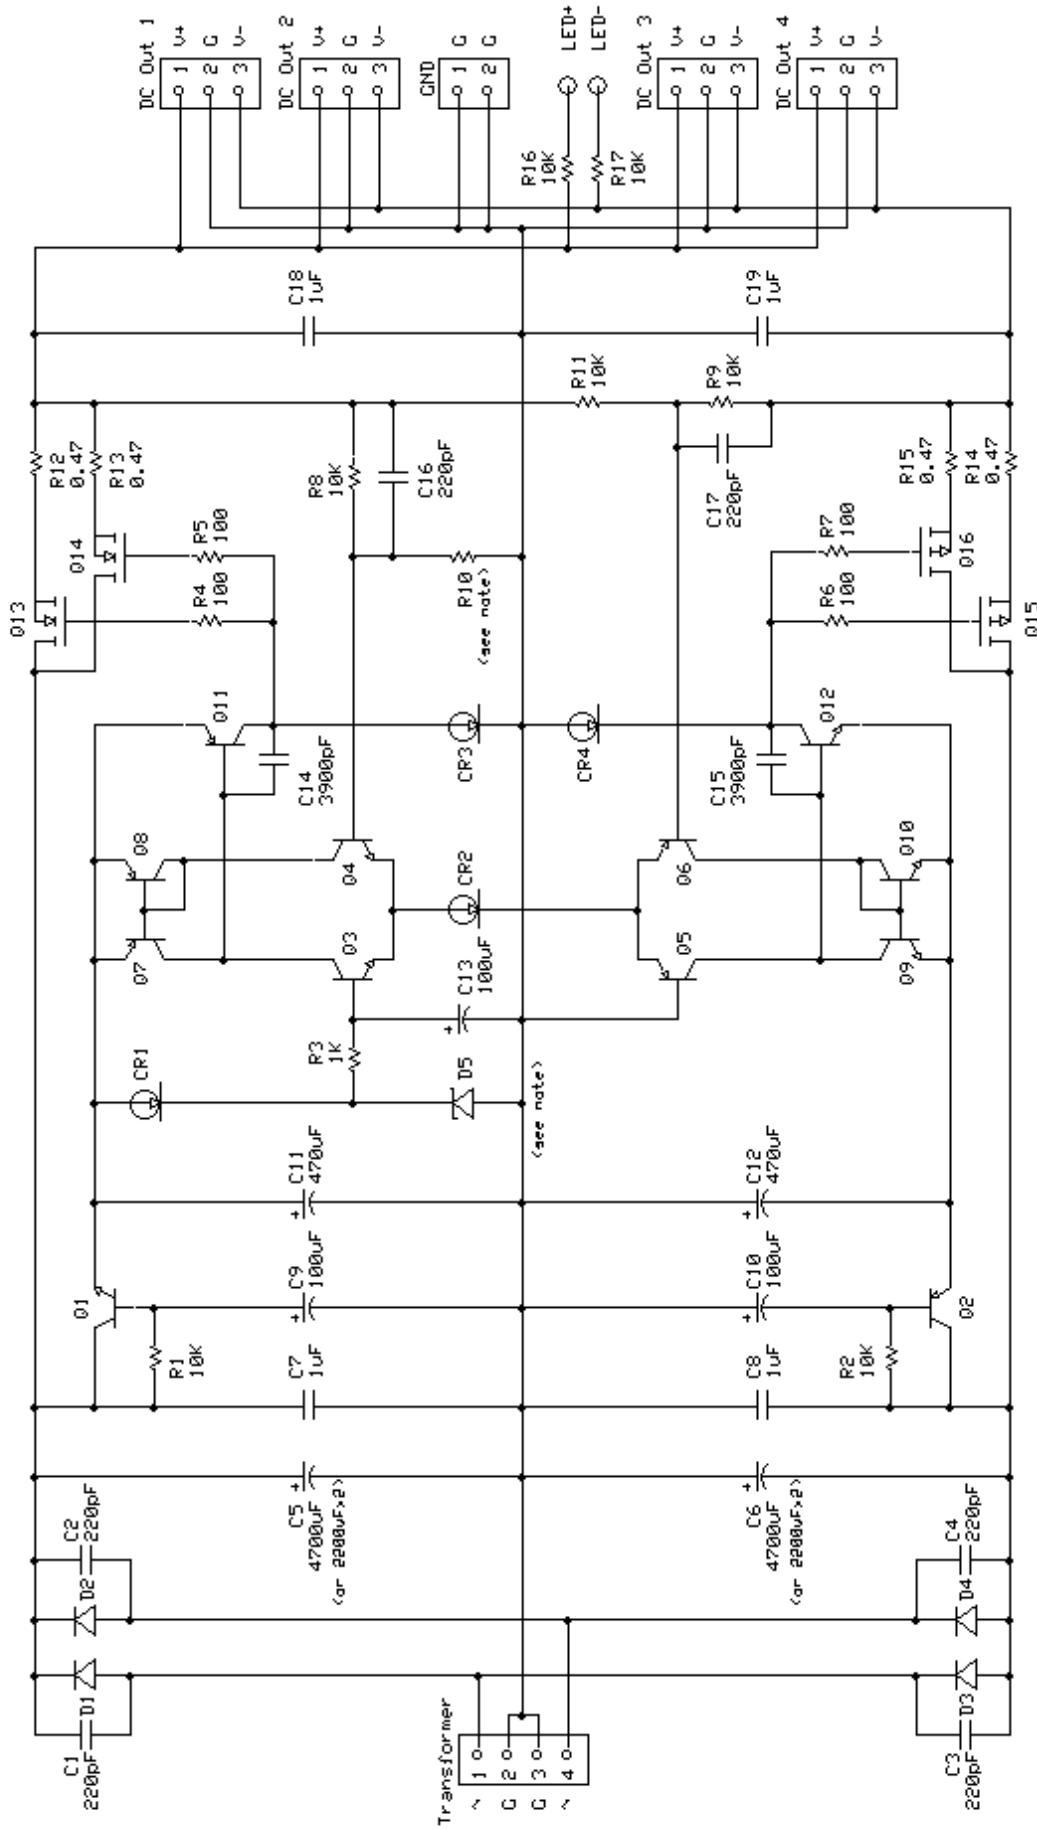 Transformer
~ 1
G 2
G 3
~ 4
C1
220pF
D1
D2
C2
220pF
C3
220pF
D3
D4
C4
220pF
C5
4700uF
<or 2200uFx2>
C6
4700uF
<or 2200uFx2>
C7
1uF
C8
1uF
R1
10K
R2
10K
Q1
Q2
C9
100uF
C10
100uF
C11
470uF
C12
470uF
CR1
R3
1K
D5
<see note>
C13
100uF
Q7
Q8
Q3
Q4
CR2
Q5
Q6
Q9
Q10
Q11
C14
3900pF
CR3
CR4
C15
3900pF
Q12
Q13
Q14
R4
100
R5
100
R12
0.47
R13
0.47
R8
10K
C16
220pF
R10
<see note>
R11
10K
R9
10K
C17
220pF
R6
100
R7
100
Q16
Q15
R15
0.47
R14
0.47
C18
1uF
C19
1uF
DC Out 1
1 V+
2 G
3 V-
DC Out 2
1 V+
2 G
3 V-
GND
1 G
2 G
R16
10K
LED+
LED-
R17
10K
DC Out 3
1 V+
2 G
3 V-
DC Out 4
1 V+
2 G
3 V-